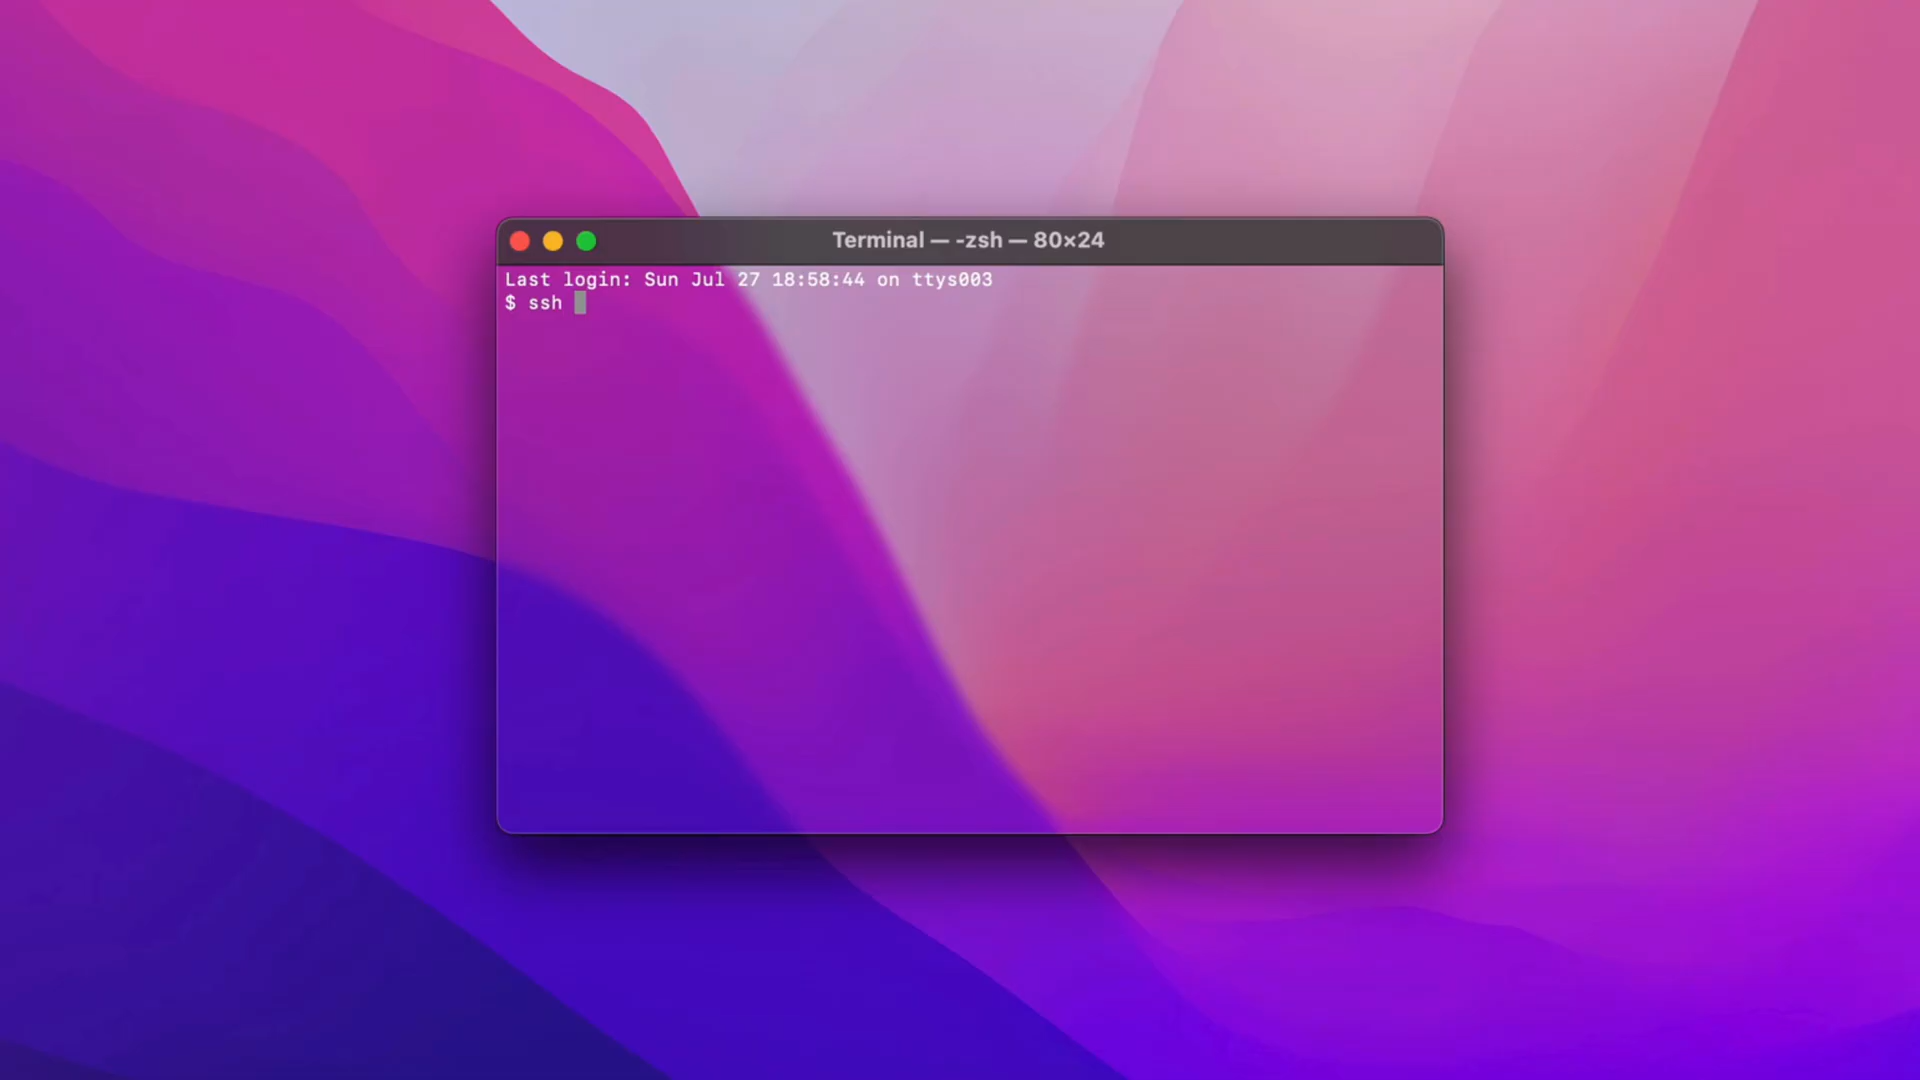 Terminal — -zsh — 80×24
Last login: Sun Jul 27 18:58:44 on ttys003
$ ssh